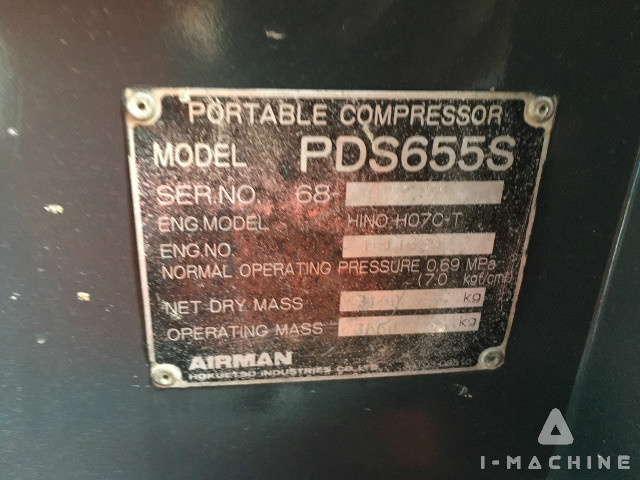 PORTABLE COMPRESSOR
MODEL PDS655S
SER.NO. 68
ENG.MODEL HINO H07C-T
ENG.NO.
NORMAL OPERATING PRESSURE 0.69 MPa
(7.0 kgf/cm²)
NET DRY MASS kg
OPERATING MASS kg
AIRMAN
HOKUETSU INDUSTRIES CO.,LTD.
I-MACHINE